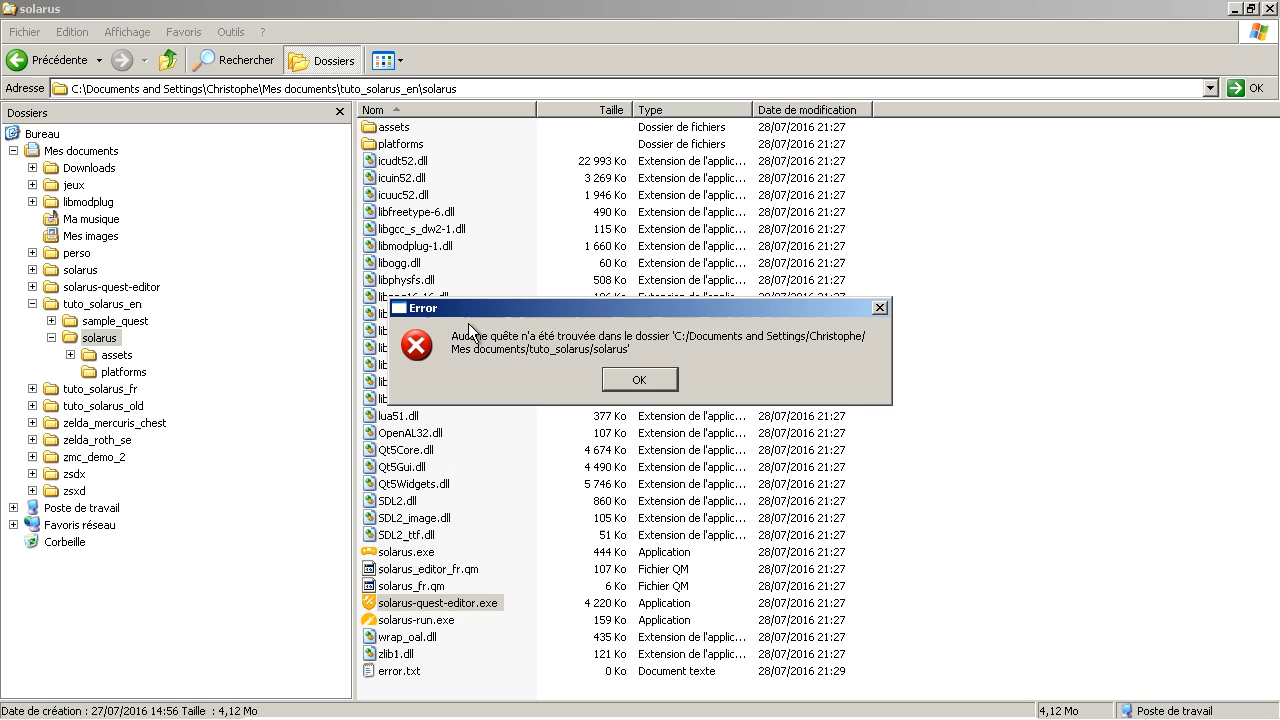 solarus
Fichier Edition Affichage Favoris Outils ?
Précédente Rechercher Dossiers
Adresse C:\Documents and Settings\Christophe\Mes documents\tuto_solarus_en\solarus OK
Dossiers
Bureau
Mes documents
Downloads
jeux
libmodplug
Ma musique
Mes images
perso
solarus
solarus-quest-editor
tuto_solarus_en
sample_quest
solarus
assets
platforms
tuto_solarus_fr
tuto_solarus_old
zelda_mercuris_chest
zelda_roth_se
zmc_demo_2
zsdx
zsxd
Poste de travail
Favoris réseau
Corbeille
Nom Taille Type Date de modification
assets Dossier de fichiers 28/07/2016 21:27
platforms Dossier de fichiers 28/07/2016 21:27
icudt52.dll 22 993 Ko Extension de l'applic... 28/07/2016 21:27
icuin52.dll 3 269 Ko Extension de l'applic... 28/07/2016 21:27
icuuc52.dll 1 946 Ko Extension de l'applic... 28/07/2016 21:27
libfreetype-6.dll 490 Ko Extension de l'applic... 28/07/2016 21:27
libgcc_s_dw2-1.dll 115 Ko Extension de l'applic... 28/07/2016 21:27
libmodplug-1.dll 1 660 Ko Extension de l'applic... 28/07/2016 21:27
libogg.dll 60 Ko Extension de l'applic... 28/07/2016 21:27
libphysfs.dll 508 Ko Extension de l'applic... 28/07/2016 21:27
Error
quête n'a été trouvée dans le dossier 'C:/Documents and Settings/Christophe/
Mes documents/tuto_solarus/solarus'
OK
lua51.dll 377 Ko Extension de l'applic... 28/07/2016 21:27
OpenAL32.dll 107 Ko Extension de l'applic... 28/07/2016 21:27
Qt5Core.dll 4 674 Ko Extension de l'applic... 28/07/2016 21:27
Qt5Gui.dll 4 490 Ko Extension de l'applic... 28/07/2016 21:27
Qt5Widgets.dll 5 746 Ko Extension de l'applic... 28/07/2016 21:27
SDL2.dll 860 Ko Extension de l'applic... 28/07/2016 21:27
SDL2_image.dll 105 Ko Extension de l'applic... 28/07/2016 21:27
SDL2_ttf.dll 51 Ko Extension de l'applic... 28/07/2016 21:27
solarus.exe 444 Ko Application 28/07/2016 21:27
solarus_editor_fr.qm 107 Ko Fichier QM 28/07/2016 21:27
solarus_fr.qm 6 Ko Fichier QM 28/07/2016 21:27
solarus-quest-editor.exe 4 220 Ko Application 28/07/2016 21:27
solarus-run.exe 159 Ko Application 28/07/2016 21:27
wrap_oal.dll 435 Ko Extension de l'applic... 28/07/2016 21:27
zlib1.dll 121 Ko Extension de l'applic... 28/07/2016 21:27
error.txt 0 Ko Document texte 28/07/2016 21:29
Date de création : 27/07/2016 14:56 Taille : 4,12 Mo 4,12 Mo Poste de travail